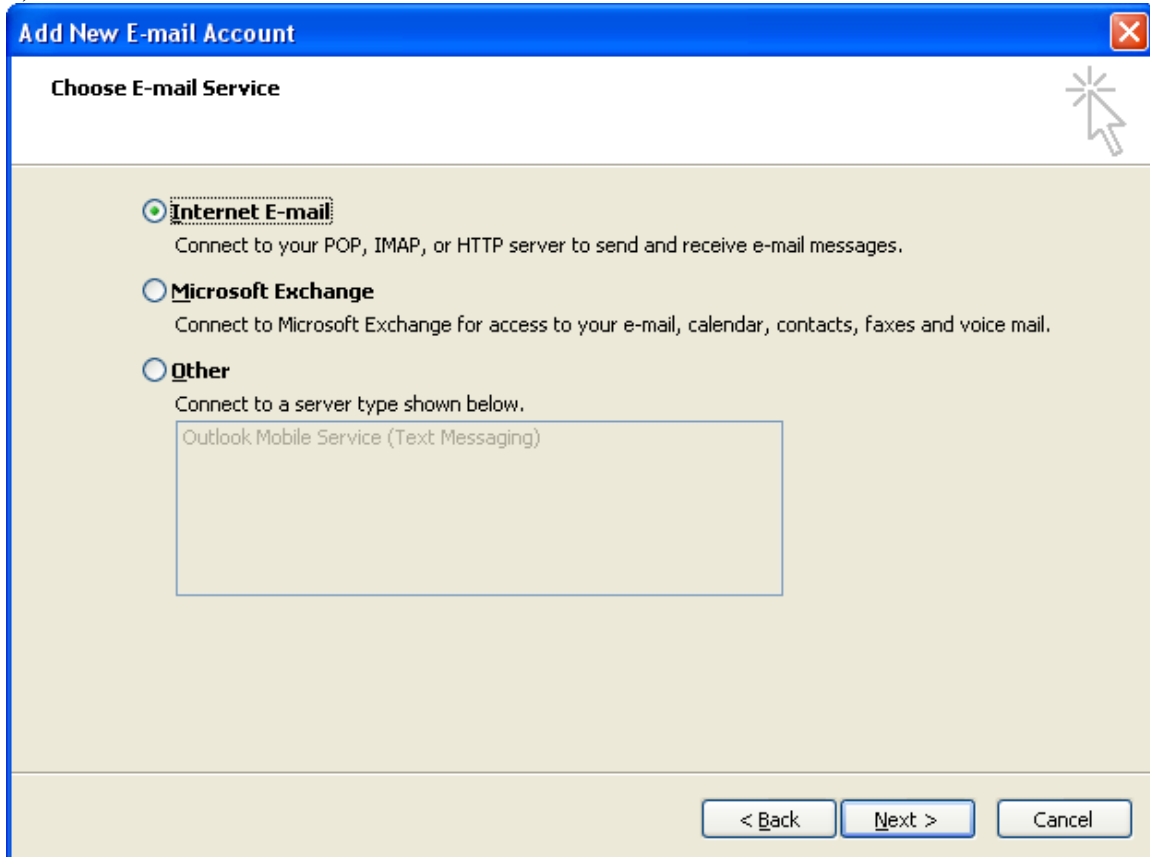 Add New E-mail Account
Choose E-mail Service
Internet E-mail
Connect to your POP, IMAP, or HTTP server to send and receive e-mail messages.
Microsoft Exchange
Connect to Microsoft Exchange for access to your e-mail, calendar, contacts, faxes and voice mail.
Other
Connect to a server type shown below.
Outlook Mobile Service (Text Messaging)
< Back Next > Cancel